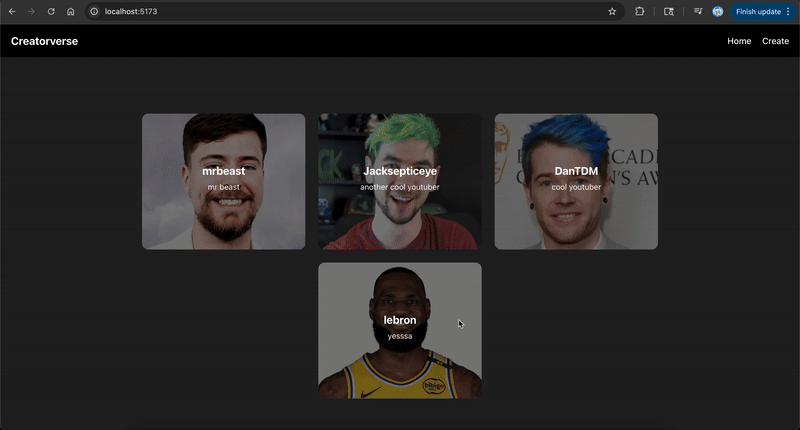 localhost:5173
Finish update
Creatorverse
Home
Create
mrbeast
mr beast
Jacksepticeye
another cool youtuber
DanTDM
cool youtuber
lebron
yesssa
bibigo